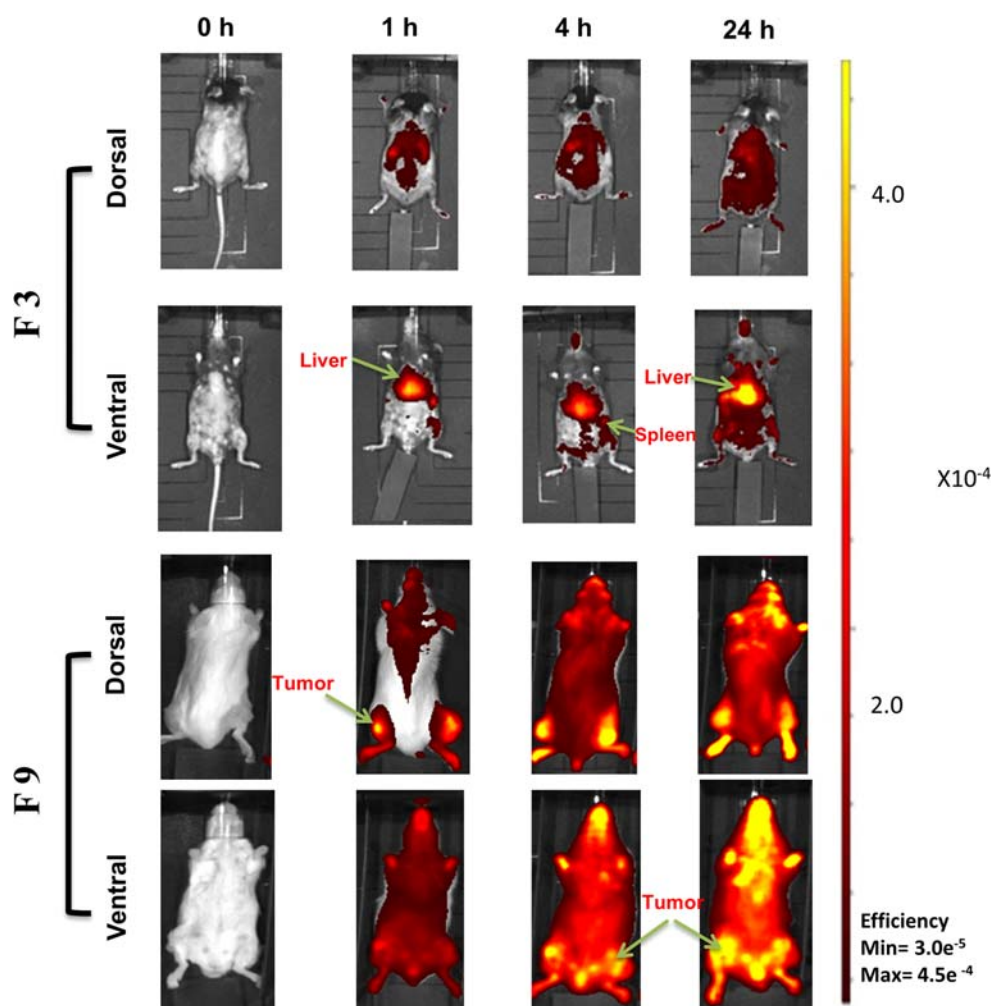 0 h 1 h 4 h 24 h
F 3
Dorsal
Ventral
Liver
Spleen
Liver
F 9
Dorsal
Tumor
Ventral
Tumor
4.0
X10-4
2.0
Efficiency
Min= 3.0e-5
Max= 4.5e -4